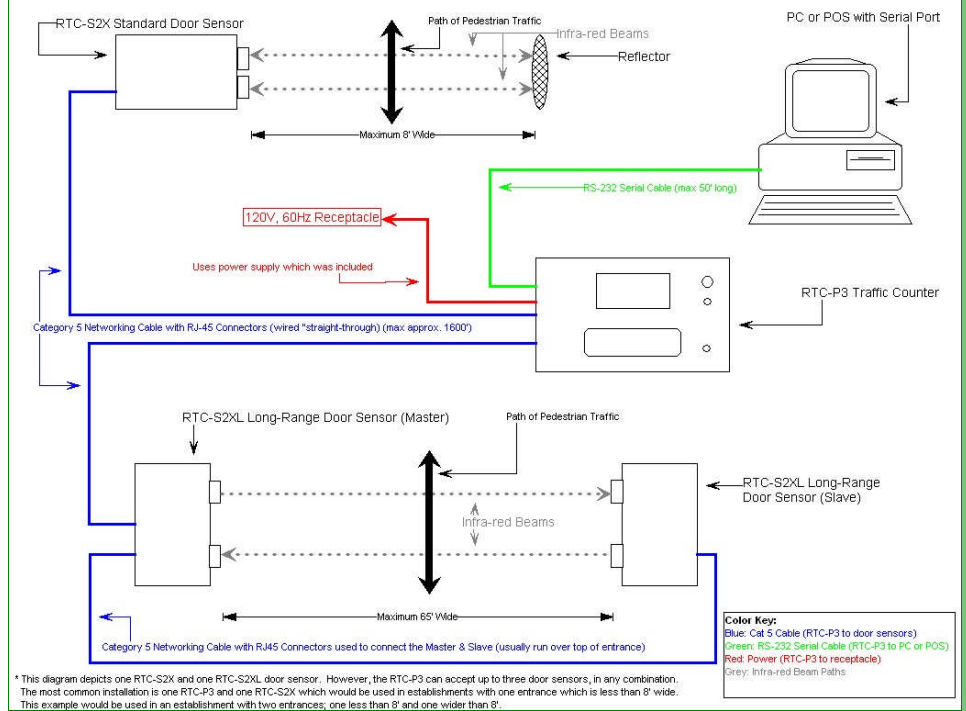 RTC-S2X Standard Door Sensor
Path of Pedestrian Traffic
PC or POS with Serial Port
Infra-red Beams
Reflector
Maximum 8' Wide
RS-232 Serial Cable (max 50' long)
120V, 60Hz Receptacle
Uses power supply which was included
RTC-P3 Traffic Counter
Category 5 Networking Cable with RJ-45 Connectors (wired "straight-through) (max approx. 1600')
RTC-S2XL Long-Range Door Sensor (Master)
Path of Pedestrian Traffic
RTC-S2XL Long-Range
Door Sensor (Slave)
Infra-red Beams
Maximum 65' Wide
Category 5 Networking Cable with RJ45 Connectors used to connect the Master & Slave (usually run over top of entrance)
Color Key:
Blue: Cat 5 Cable (RTC-P3 to door sensors)
Green: RS-232 Serial Cable (RTC-P3 to PC or POS)
Red: Power (RTC-P3 to receptacle)
Grey: Infra-red Beam Paths
* This diagram depicts one RTC-S2X and one RTC-S2XL door sensor. However, the RTC-P3 can accept up to three door sensors, in any combination.
The most common installation is one RTC-P3 and one RTC-S2X which would be used in establishments with one entrance which is less than 8' wide.
This example would be used in an establishment with two entrances; one less than 8' and one wider than 8'.